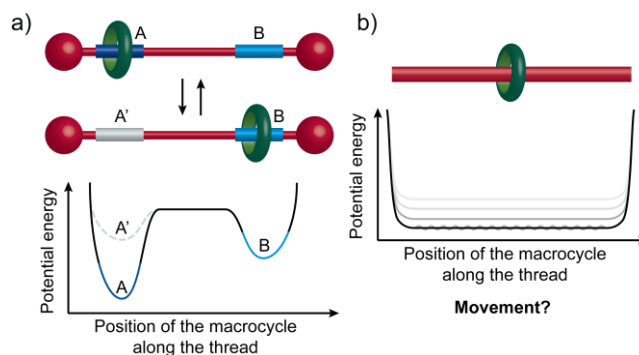 a)
A
B
A'
B
Potential energy
A'
A
B
Position of the macrocycle
along the thread
b)
Potential energy
Position of the macrocycle
along the thread
Movement?